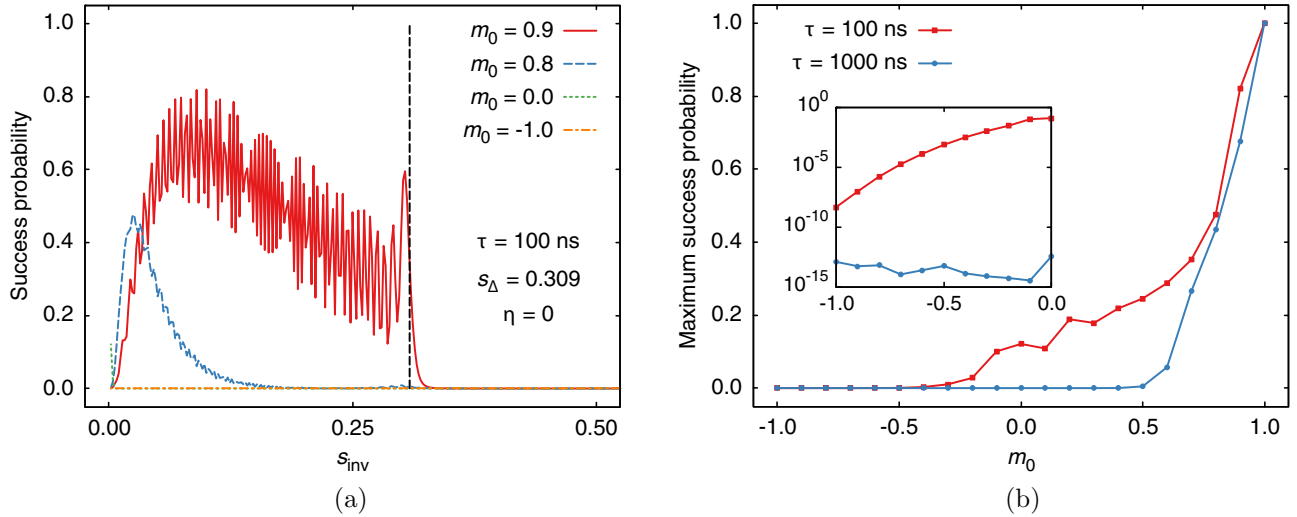 1.0
0.8
0.6
0.4
0.2
0.0
Success probability
m0 = 0.9
m0 = 0.8
m0 = 0.0
m0 = -1.0
τ = 100 ns
sΔ = 0.309
η = 0
0.00 0.25 0.50
sinv
(a)
1.0
0.8
0.6
0.4
0.2
0.0
Maximum success probability
τ = 100 ns
τ = 1000 ns
10^0
10^-5
10^-10
10^-15
-1.0 -0.5 0.0
-1.0 -0.5 0.0 0.5 1.0
m0
(b)